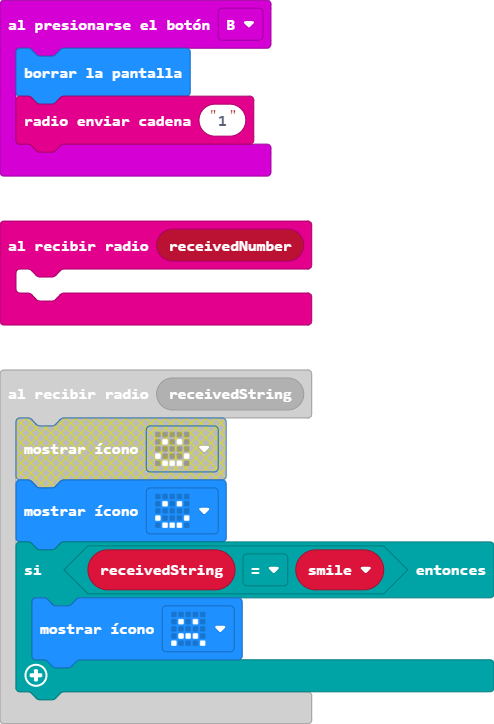 al presionarse el botón B
borrar la pantalla
radio enviar cadena "1"
al recibir radio receivedNumber
al recibir radio receivedString
mostrar ícono
mostrar ícono
si receivedString = smile entonces
mostrar ícono